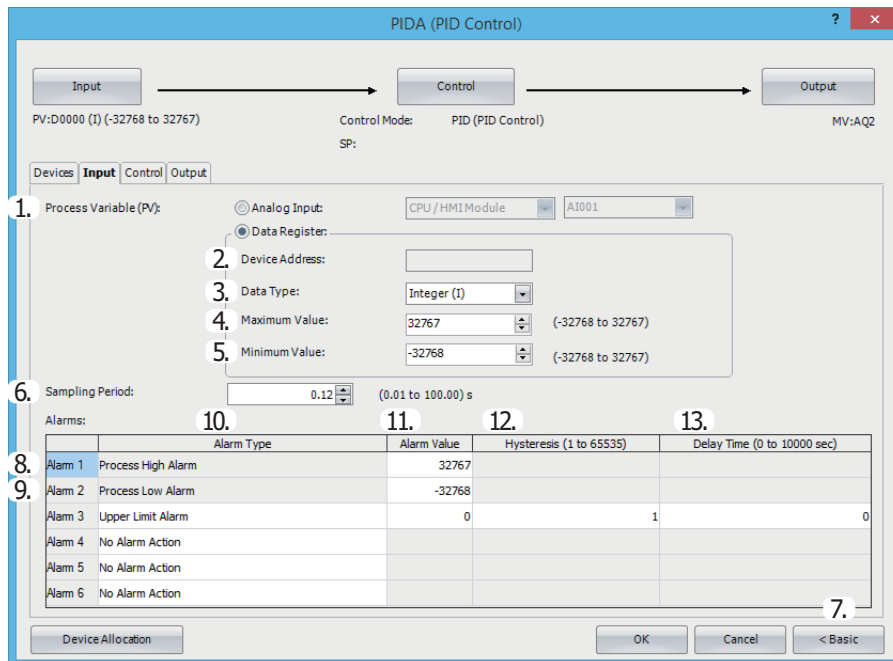 PIDA (PID Control)
? ×
Input Control Output
PV:D0000 (I) (-32768 to 32767) Control Mode: PID (PID Control) MV:AQ2
SP:
Devices Input Control Output
1. Process Variable (PV): Analog Input: CPU / HMI Module AI001
Data Register:
2. Device Address:
3. Data Type: Integer (I)
4. Maximum Value: 32767 (-32768 to 32767)
5. Minimum Value: -32768 (-32768 to 32767)
6. Sampling Period: 0.12 (0.01 to 100.00) s
Alarms: 10. 11. 12. 13.
Alarm Type Alarm Value Hysteresis (1 to 65535) Delay Time (0 to 10000 sec)
8. Alam 1 Process High Alarm 32767
9. Alam 2 Process Low Alarm -32768
Alam 3 Upper Limit Alarm 0 1 0
Alam 4 No Alarm Action
Alam 5 No Alarm Action
Alam 6 No Alarm Action
7.
Device Allocation OK Cancel < Basic